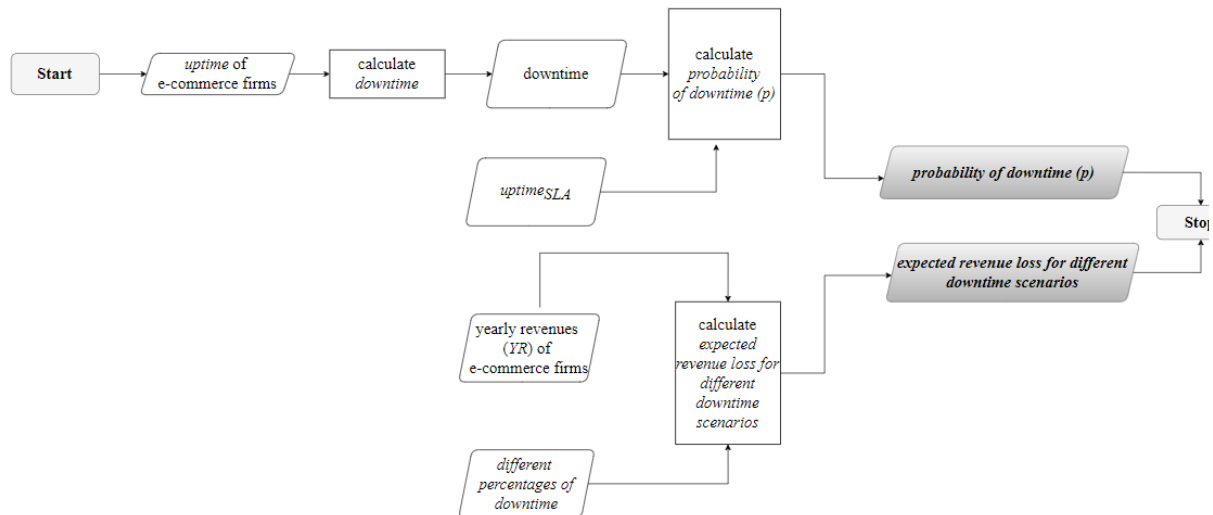 Start
uptime of
e-commerce firms
calculate
downtime
downtime
calculate
probability
of downtime (p)
uptimeSLA
probability of downtime (p)
Stop
expected revenue loss for different
downtime scenarios
yearly revenues
(YR) of
e-commerce firms
calculate
expected
revenue loss for
different
downtime
scenarios
different
percentages of
downtime